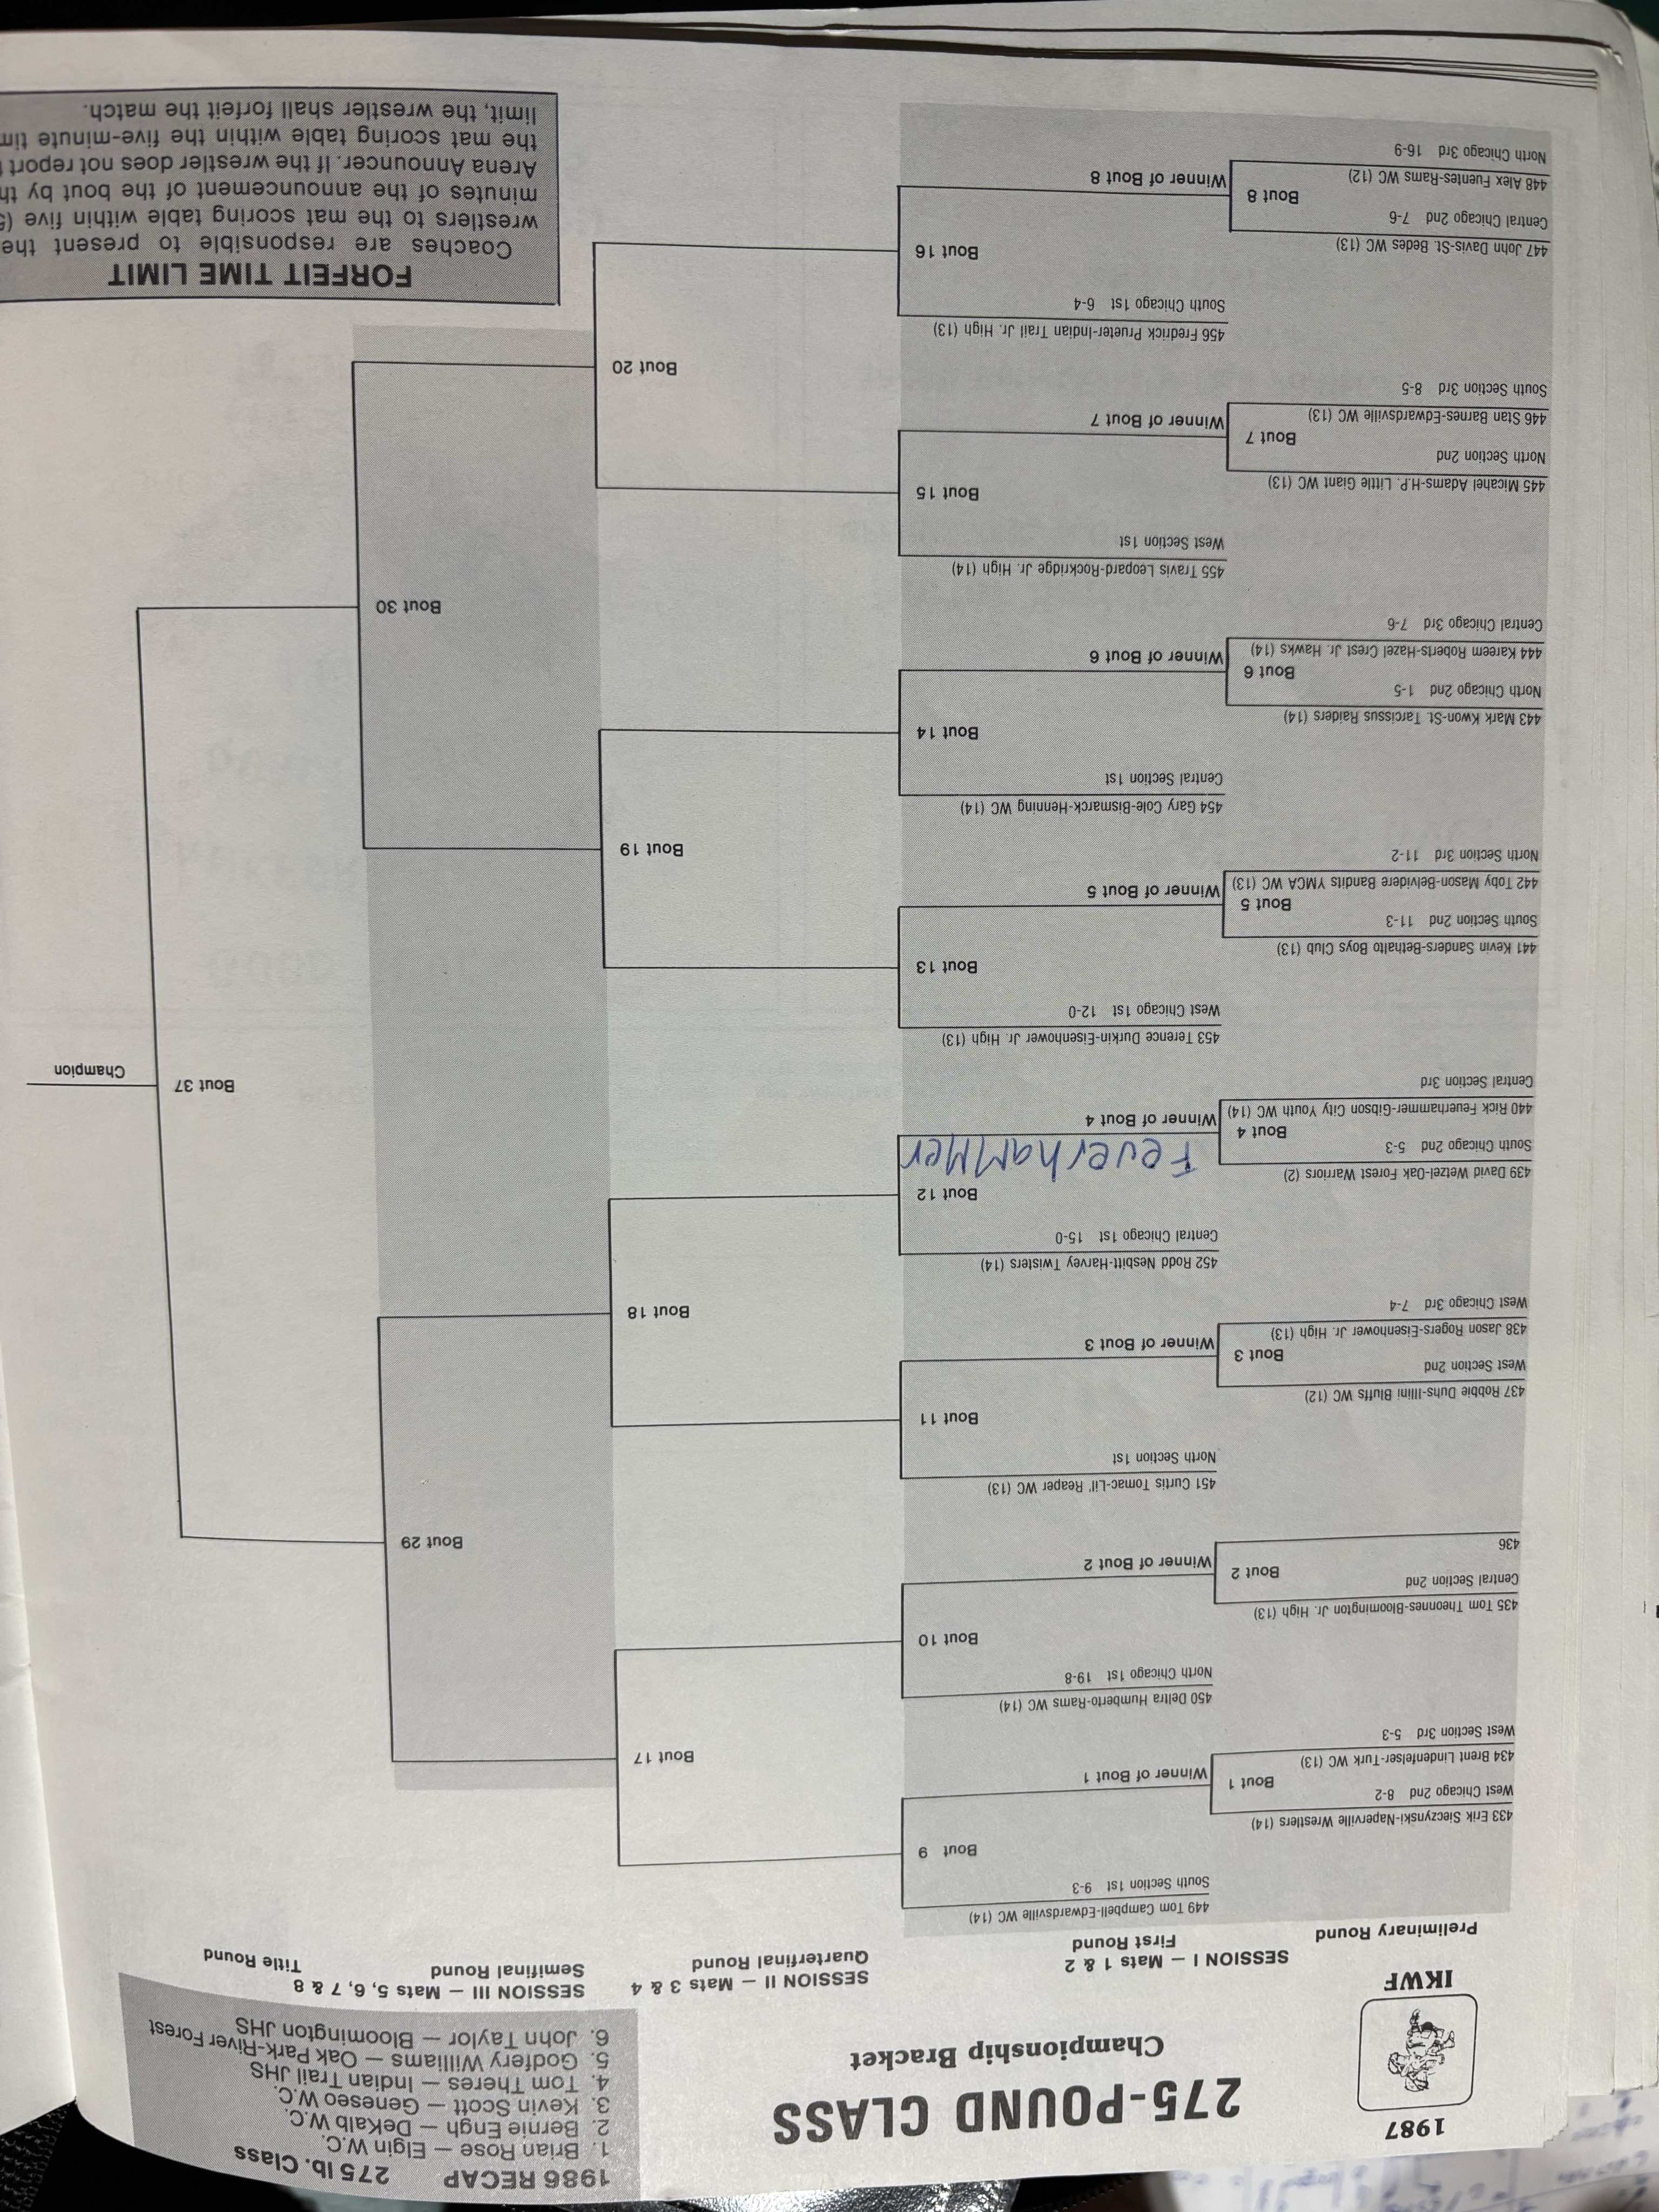 1987
IKWF
275-POUND CLASS
Championship Bracket
1986 RECAP 275 lb. Class
1. Brian Rose — Elgin W.C.
2. Bernie Engh — DeKalb W.C.
3. Kevin Scott — Geneseo W.C.
4. Tom Theres — Indian Trail JHS
5. Godfery Williams — Oak Park-River Forest
6. John Taylor — Bloomington JHS
Preliminary Round
SESSION I — Mats 1 & 2
First Round
SESSION II — Mats 3 & 4
Quarterfinal Round
SESSION III — Mats 5, 6, 7 & 8
Semifinal Round
Title Round
449 Tom Campbell-Edwardsville WC (14)
South Section 1st 9-3
Bout 9
433 Erik Sieczynski-Naperville Wrestlers (14)
West Chicago 2nd 8-2
Bout 1
Winner of Bout 1
434 Brent Lindenfelser-Turk WC (13)
West Section 3rd 5-3
Bout 17
450 Deltra Humberto-Rams WC (14)
North Chicago 1st 19-8
Bout 10
435 Tom Theonnes-Bloomington Jr. High (13)
Central Section 2nd
Bout 2
Winner of Bout 2
436
Bout 29
451 Curtis Tomac-Lil' Reaper WC (13)
North Section 1st
Bout 11
437 Robbie Duhs-Illini Bluffs WC (12)
West Section 2nd
Bout 3
Winner of Bout 3
438 Jason Rogers-Eisenhower Jr. High (13)
West Chicago 3rd 7-4
Bout 18
452 Rodd Nesbitt-Harvey Twisters (14)
Central Chicago 1st 15-0
Bout 12
Feuerhammer
439 David Wetzel-Oak Forest Warriors (2)
South Chicago 2nd 5-3
Bout 4
Winner of Bout 4
440 Rick Feuerhammer-Gibson City Youth WC (14)
Central Section 3rd
Bout 37
Champion
453 Terence Durkin-Eisenhower Jr. High (13)
West Chicago 1st 12-0
Bout 13
441 Kevin Sanders-Bethalto Boys Club (13)
South Section 2nd 11-3
Bout 5
Winner of Bout 5
442 Toby Mason-Belvidere Bandits YMCA WC (13)
North Section 3rd 11-2
Bout 19
454 Gary Cole-Bismarck-Henning WC (14)
Central Section 1st
Bout 14
443 Mark Kwon-St. Tarcissus Raiders (14)
North Chicago 2nd 1-5
Bout 6
Winner of Bout 6
444 Kareem Roberts-Hazel Crest Jr. Hawks (14)
Central Chicago 3rd 7-6
Bout 30
455 Travis Leopard-Rockridge Jr. High (14)
West Section 1st
Bout 15
445 Micahel Adams-H.P. Little Giant WC (13)
North Section 2nd
Bout 7
Winner of Bout 7
446 Stan Barnes-Edwardsville WC (13)
South Section 3rd 8-5
Bout 20
456 Fredrick Prueter-Indian Trail Jr. High (13)
South Chicago 1st 6-4
Bout 16
447 John Davis-St. Bedes WC (13)
Central Chicago 2nd 7-6
Bout 8
Winner of Bout 8
448 Alex Fuentes-Rams WC (12)
North Chicago 3rd 16-9
FORFEIT TIME LIMIT
Coaches are responsible to present the
wrestlers to the mat scoring table within five (5
minutes of the announcement of the bout by th
Arena Announcer. If the wrestler does not report
the mat scoring table within the five-minute tim
limit, the wrestler shall forfeit the match.